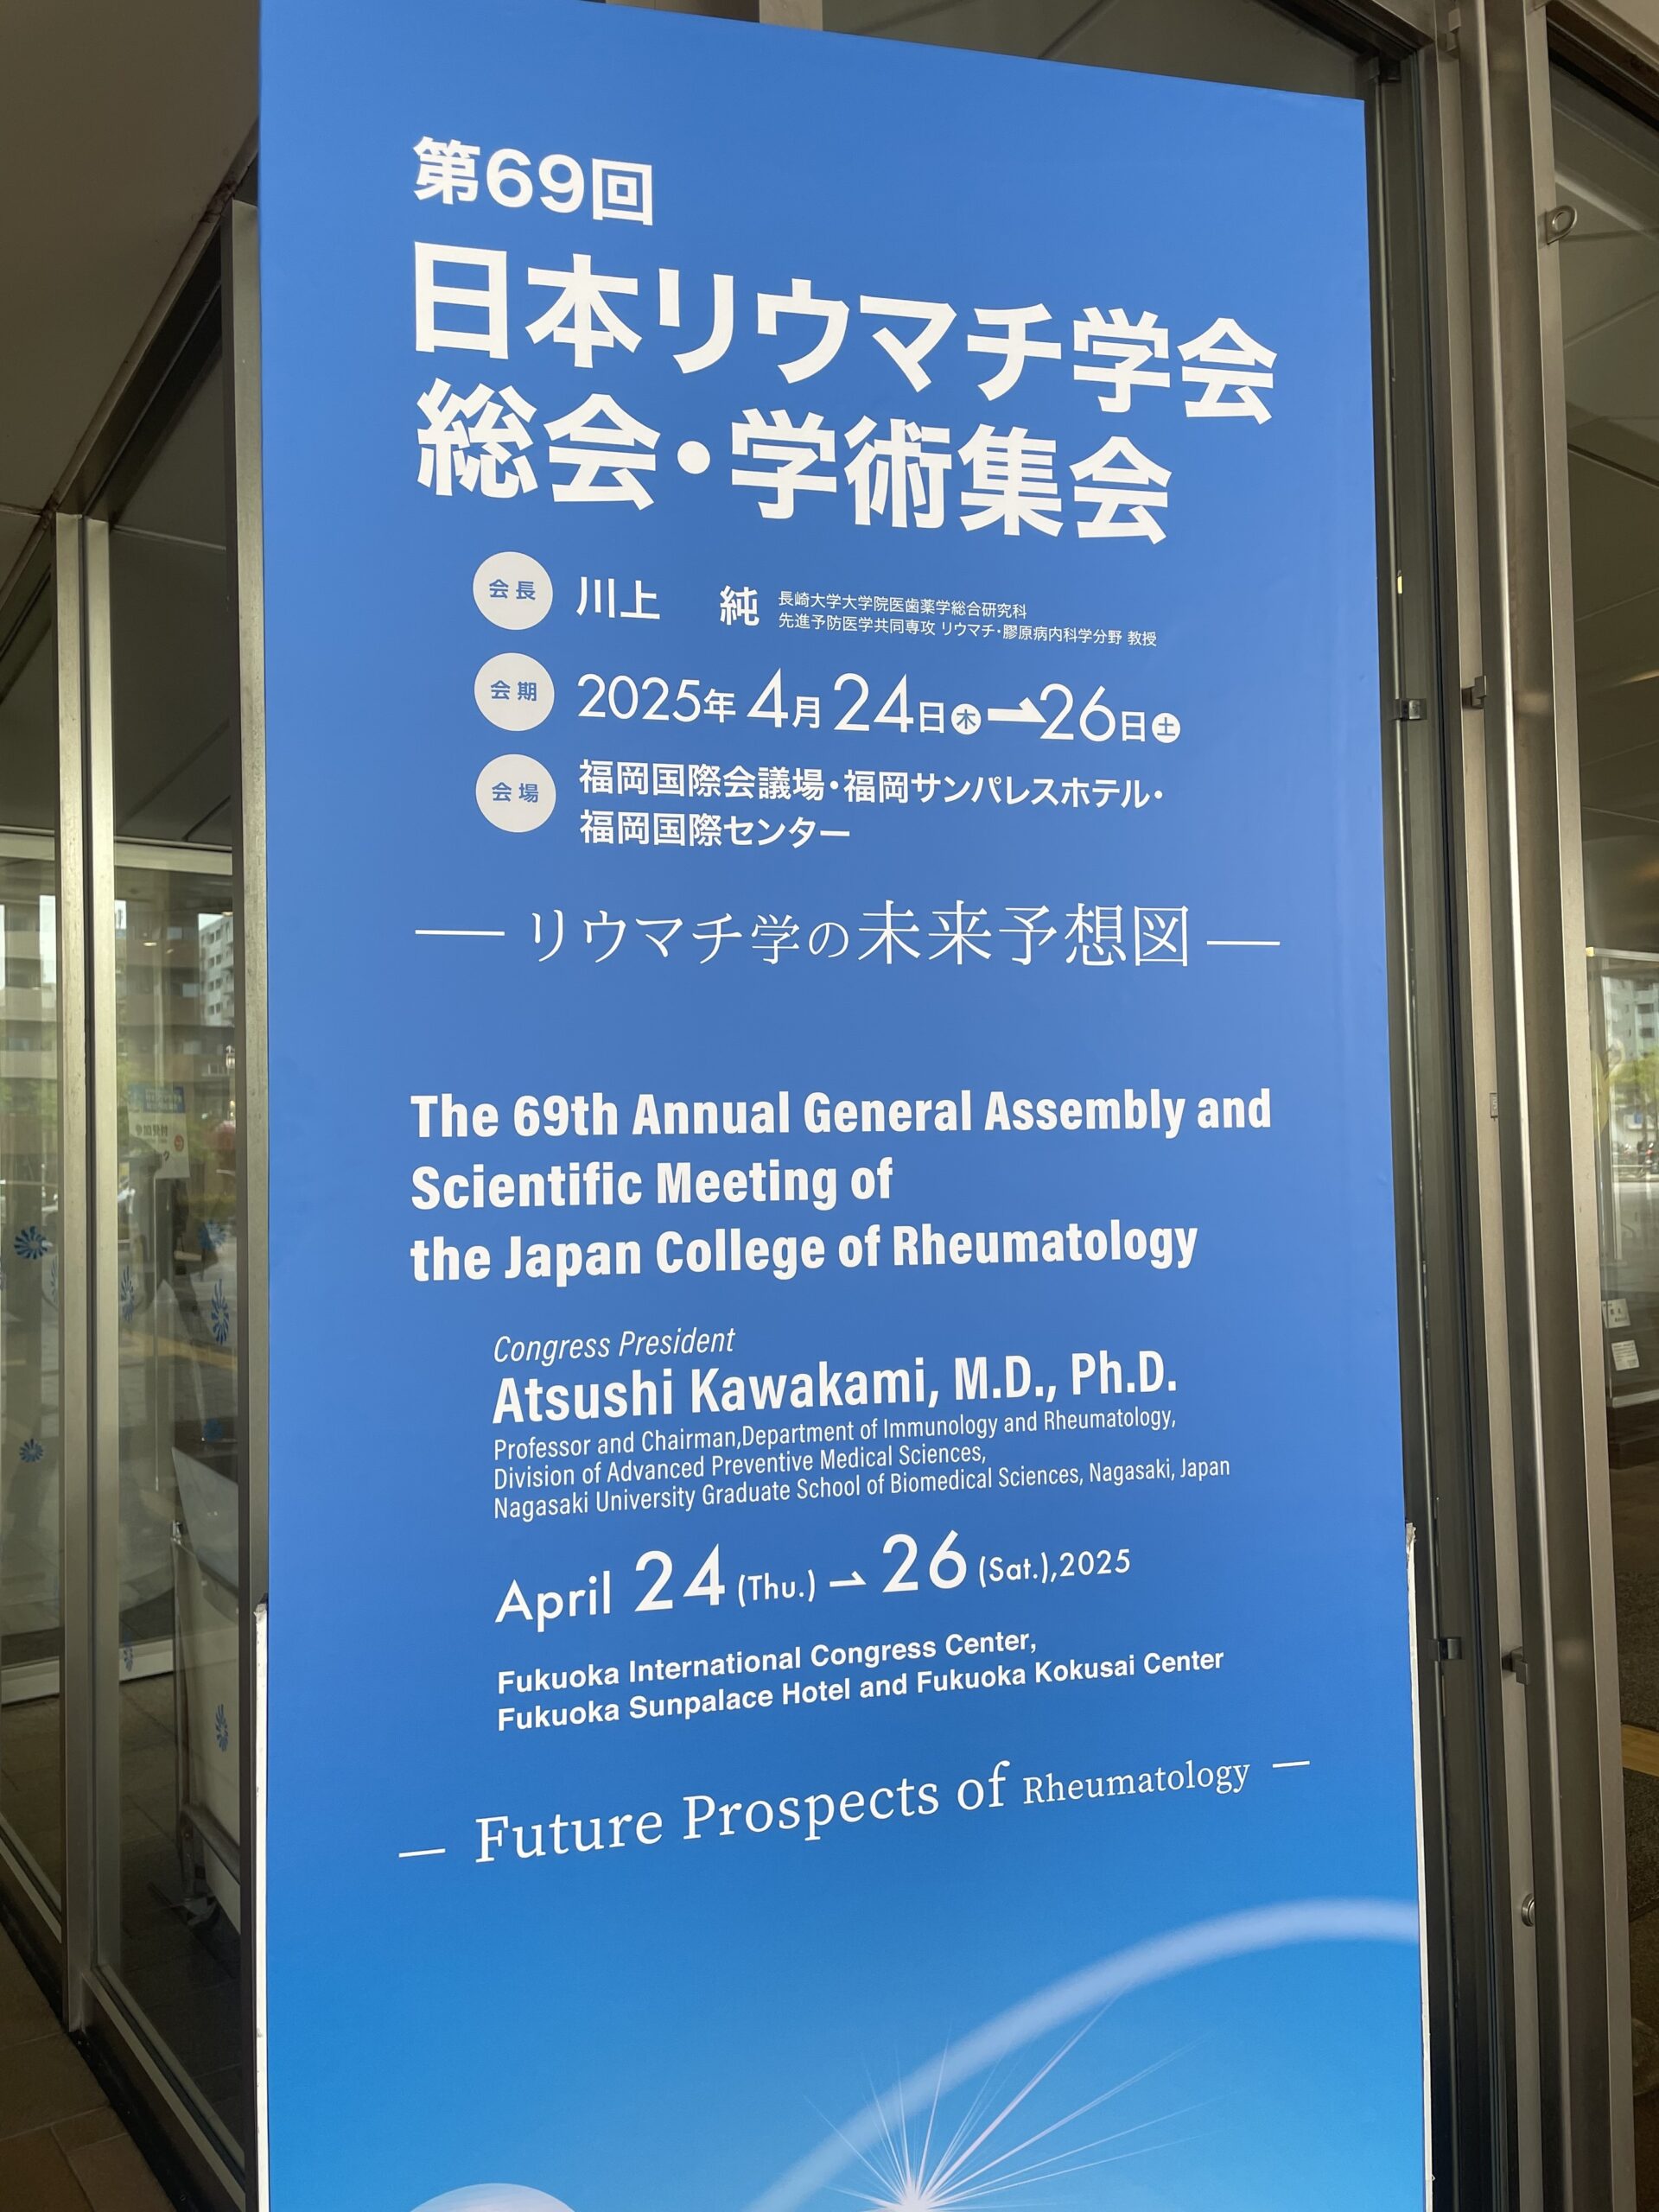 第69回
日本リウマチ学会
総会・学術集会
会長 川上 純 長崎大学大学院医歯薬学総合研究科
先進予防医学共同専攻 リウマチ・膠原病内科学分野 教授
会期 2025年4月24日木⇀26日土
会場 福岡国際会議場・福岡サンパレスホテル・
福岡国際センター
— リウマチ学の未来予想図 —
The 69th Annual General Assembly and
Scientific Meeting of
the Japan College of Rheumatology
Congress President
Atsushi Kawakami, M.D., Ph.D.
Professor and Chairman,Department of Immunology and Rheumatology,
Division of Advanced Preventive Medical Sciences,
Nagasaki University Graduate School of Biomedical Sciences, Nagasaki, Japan
April 24 (Thu.) ⇀ 26 (Sat.),2025
Fukuoka International Congress Center,
Fukuoka Sunpalace Hotel and Fukuoka Kokusai Center
— Future Prospects of Rheumatology —